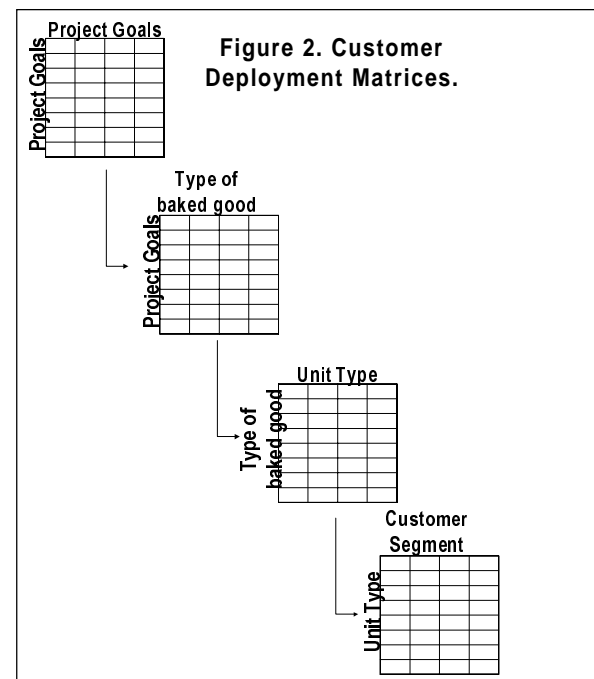 Project Goals
Figure 2. Customer
Deployment Matrices.
Project Goals
Type of
baked good
Project Goals
Unit Type
Type of
baked good
Customer
Segment
Unit Type